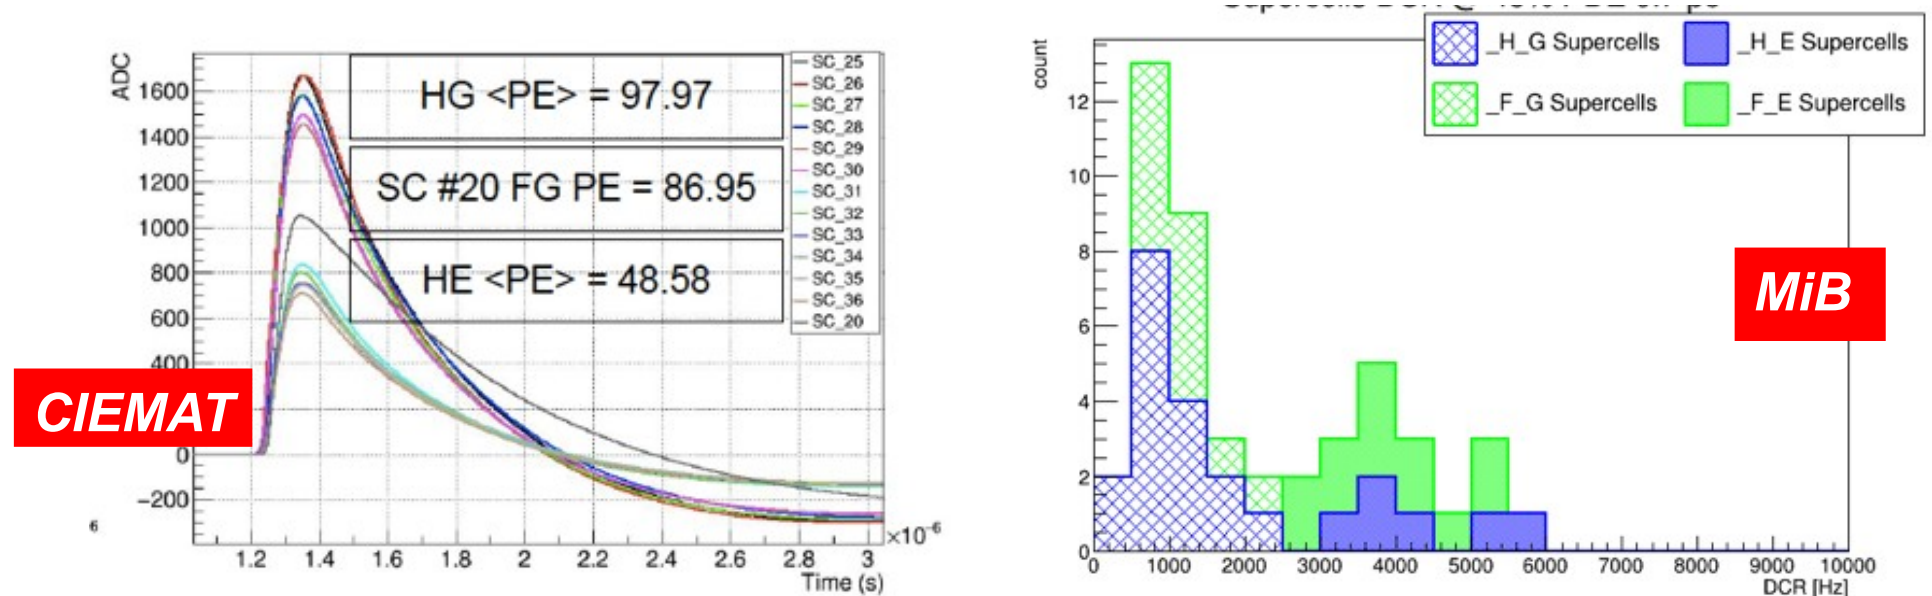 ADC
1600
1400
1200
1000
800
600
400
0
−200
1.2 1.4 1.6 1.8 2 2.2 2.4 2.6 2.8 3
×10⁻⁶
Time (s)
HG <PE> = 97.97
SC #20 FG PE = 86.95
HE <PE> = 48.58
SC_25
SC_26
SC_27
SC_28
SC_29
SC_30
SC_31
SC_32
SC_33
SC_34
SC_35
SC_36
SC_20
CIEMAT
6
count
12
10
8
6
4
2
0
0 1000 2000 3000 4000 5000 6000 7000 8000 9000 10000
DCR [Hz]
_H_G Supercells _H_E Supercells
_F_G Supercells _F_E Supercells
MiB